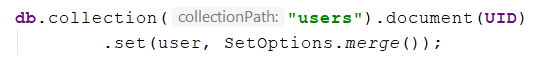 db.collection( collectionPath: "users").document(UID)
.set(user, SetOptions.merge());